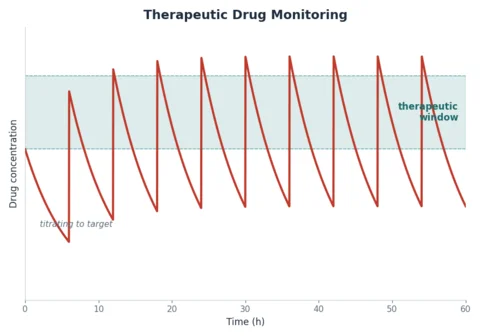 Therapeutic Drug Monitoring
Drug concentration
therapeutic
window
titrating to target
0 10 20 30 40 50 60
Time (h)